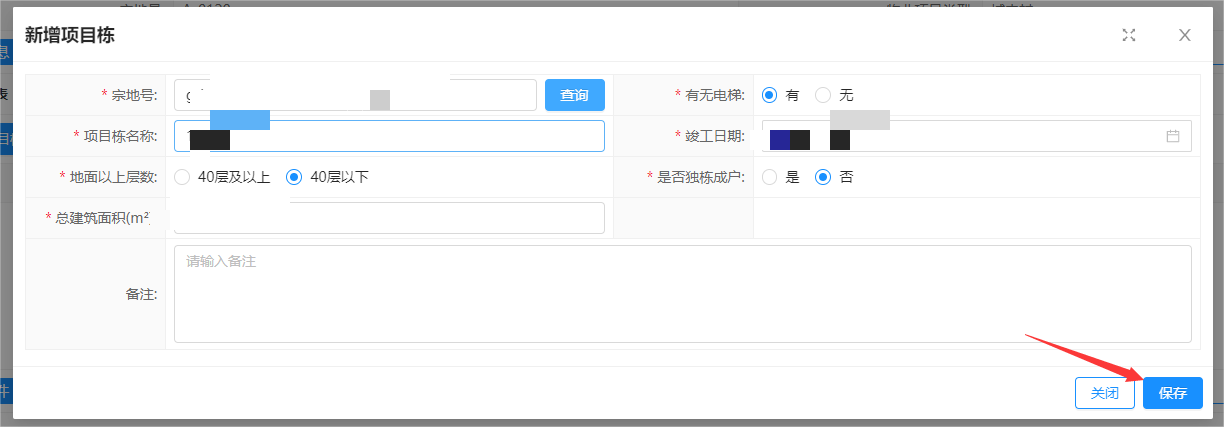 新增项目栋
* 宗地号:
查询
* 有无电梯:
有
无
* 项目栋名称:
* 竣工日期:
* 地面以上层数:
40层及以上
40层以下
* 是否独栋成户:
是
否
* 总建筑面积(m²)
备注:
请输入备注
关闭
保存